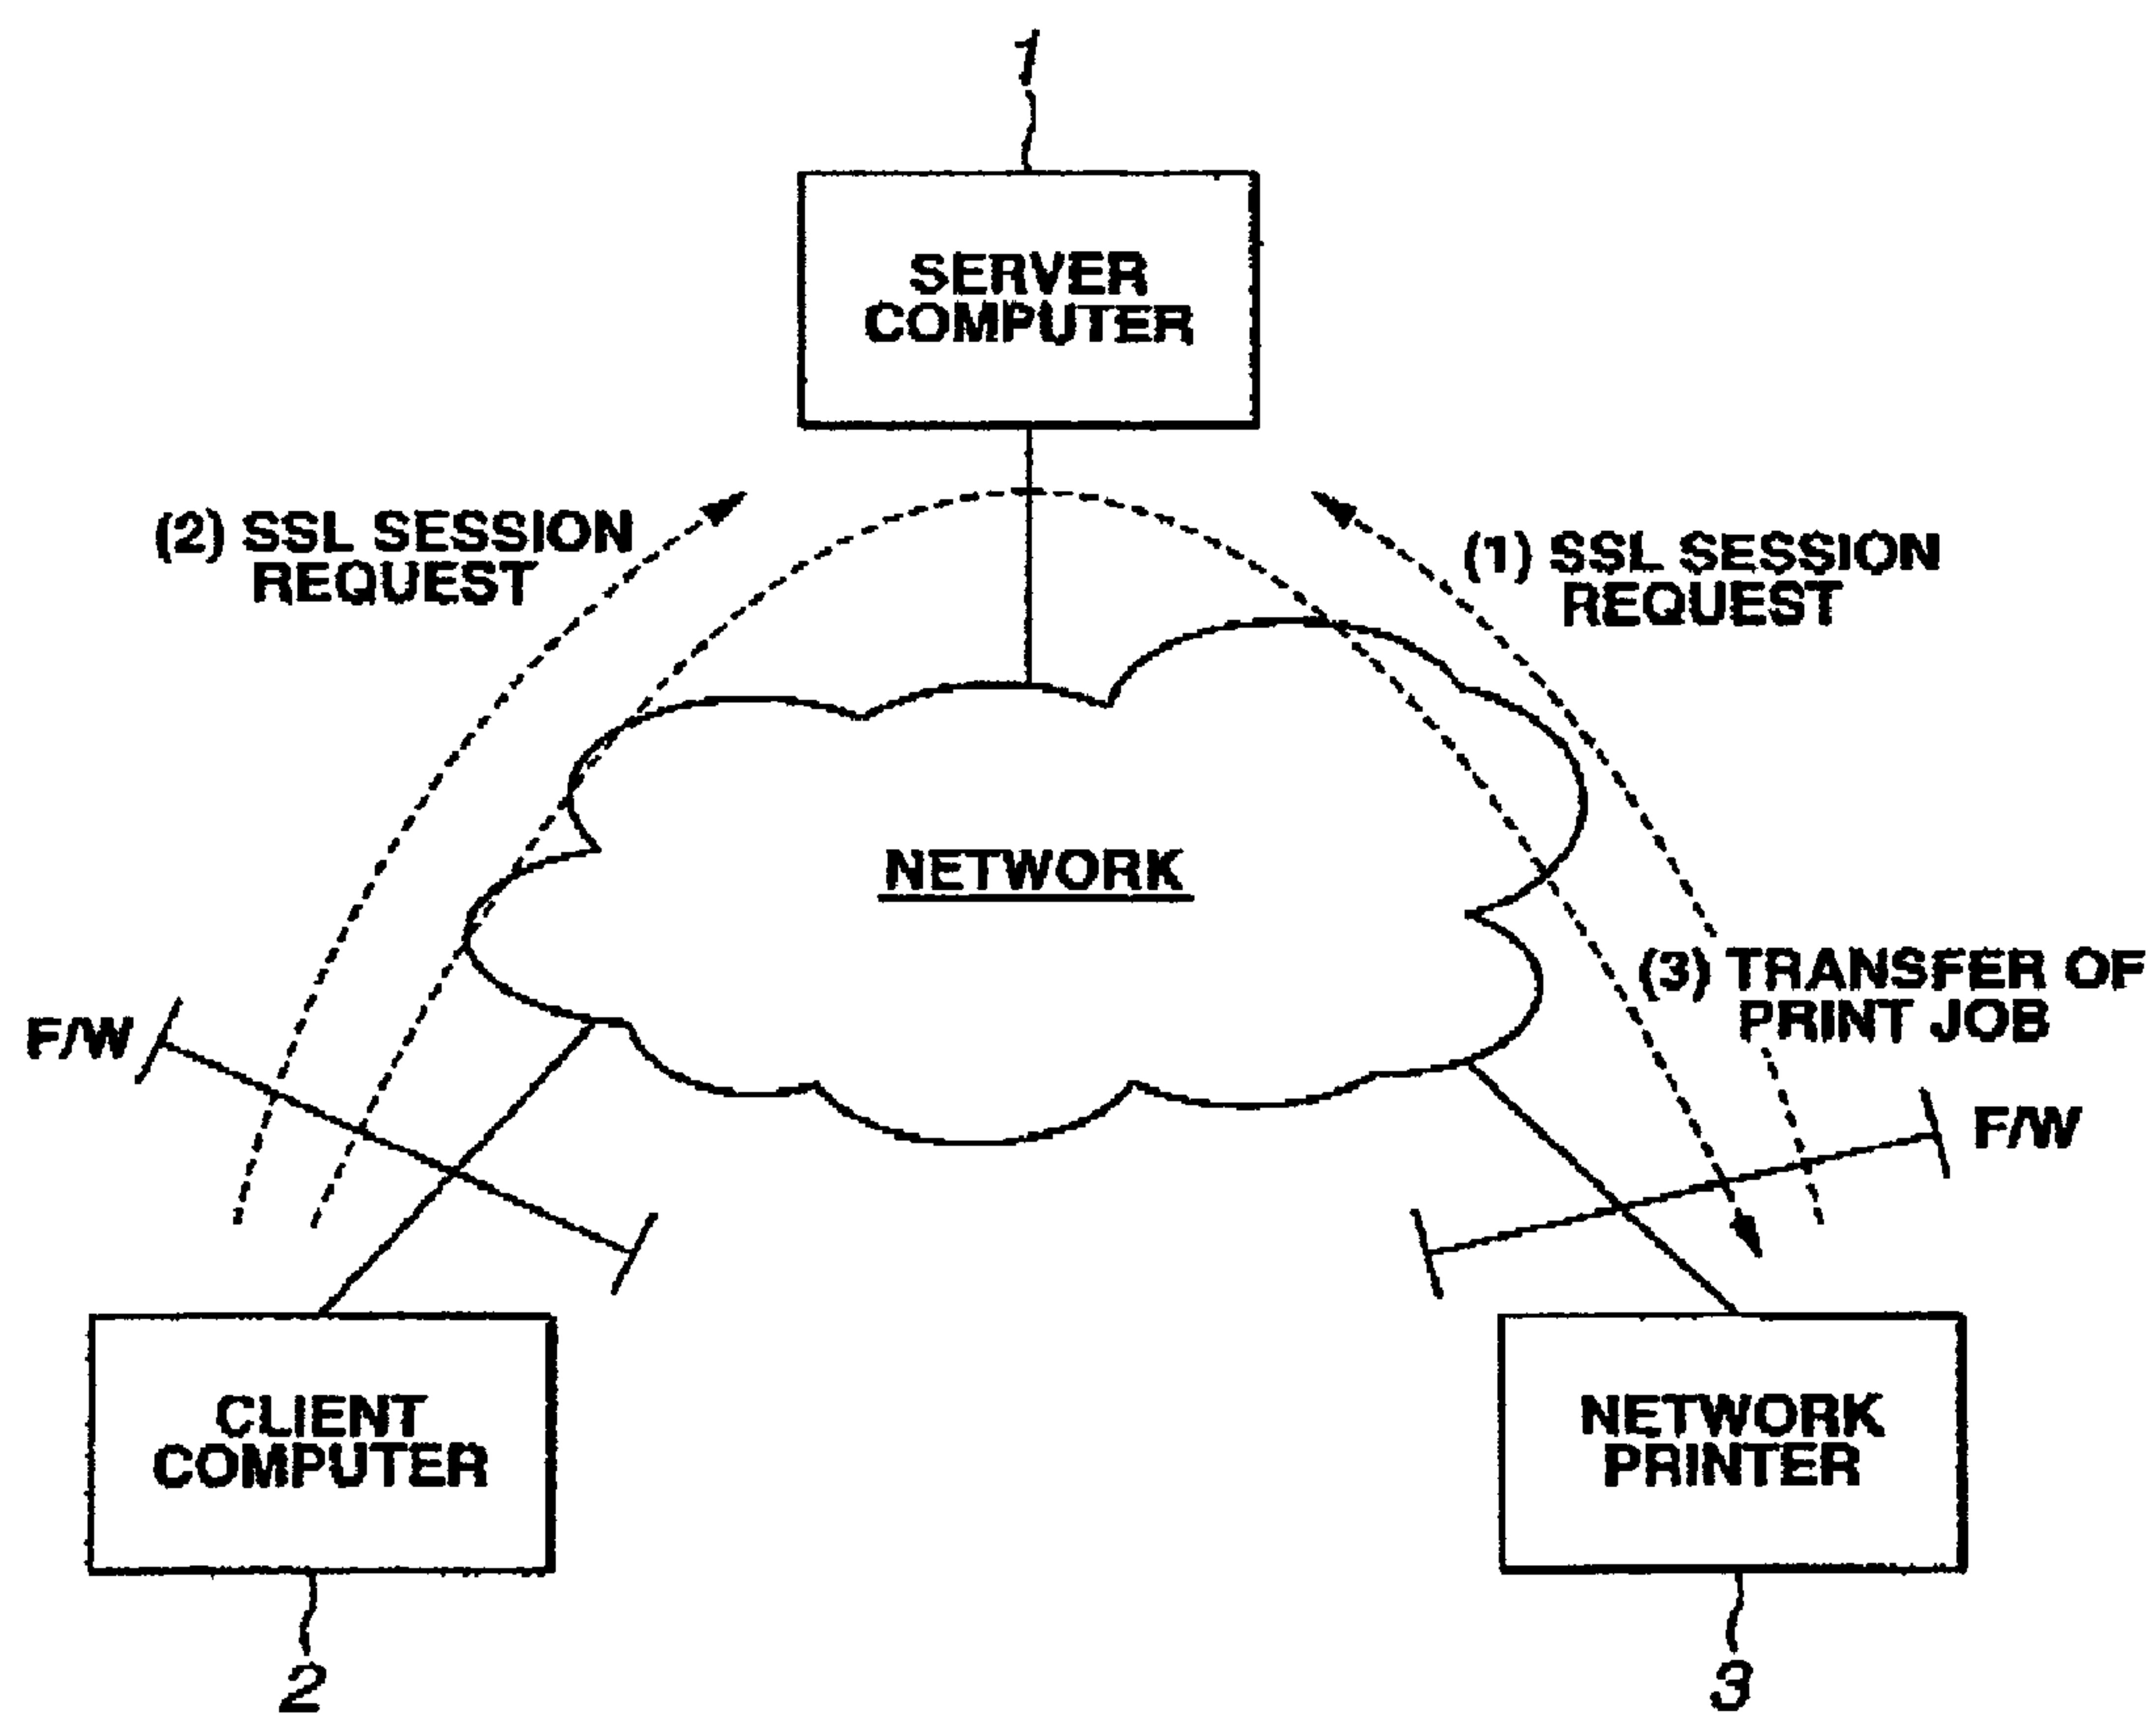 1
SERVER
COMPUTER
(2) SSL SESSION
REQUEST
(1) SSL SESSION
REQUEST
NETWORK
(3) TRANSFER OF
PRINT JOB
F/W
F/W
CLIENT
COMPUTER
NETWORK
PRINTER
2
3